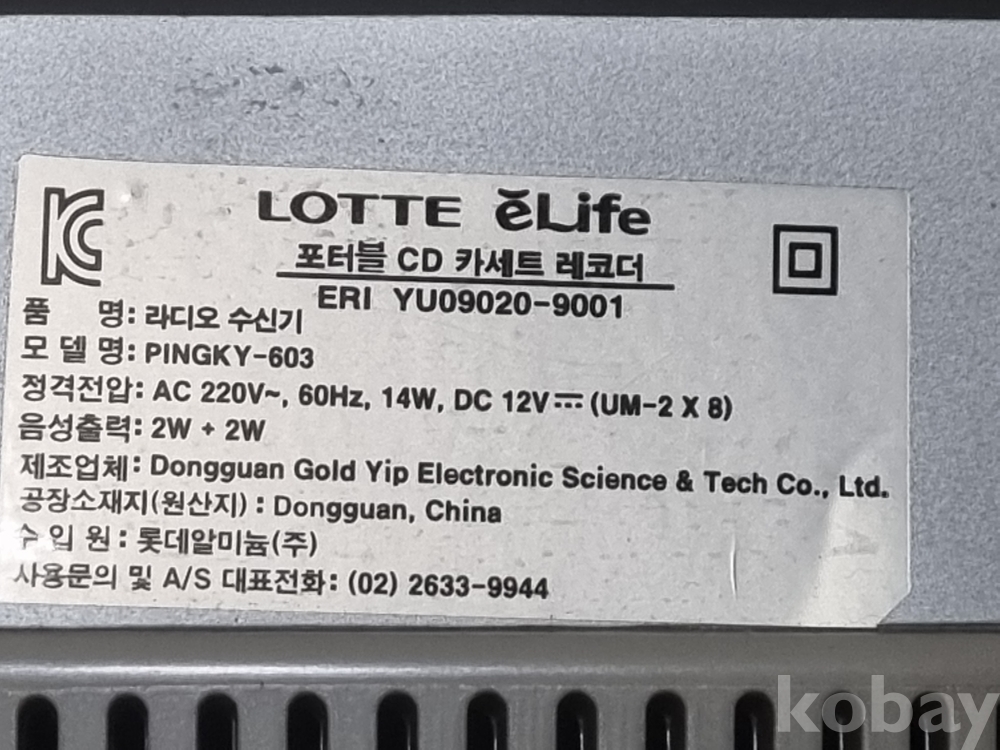 LOTTE ĕLife
포터블 CD 카세트 레코더
ERI YU09020-9001
품 명: 라디오 수신기
모 델 명: PINGKY-603
정격전압: AC 220V~, 60Hz, 14W, DC 12V⎓ (UM-2 X 8)
음성출력: 2W + 2W
제조업체: Dongguan Gold Yip Electronic Science & Tech Co., Ltd.
공장소재지(원산지) : Dongguan, China
수 입 원 : 롯데알미늄(주)
사용문의 및 A/S 대표전화: (02) 2633-9944
kobay